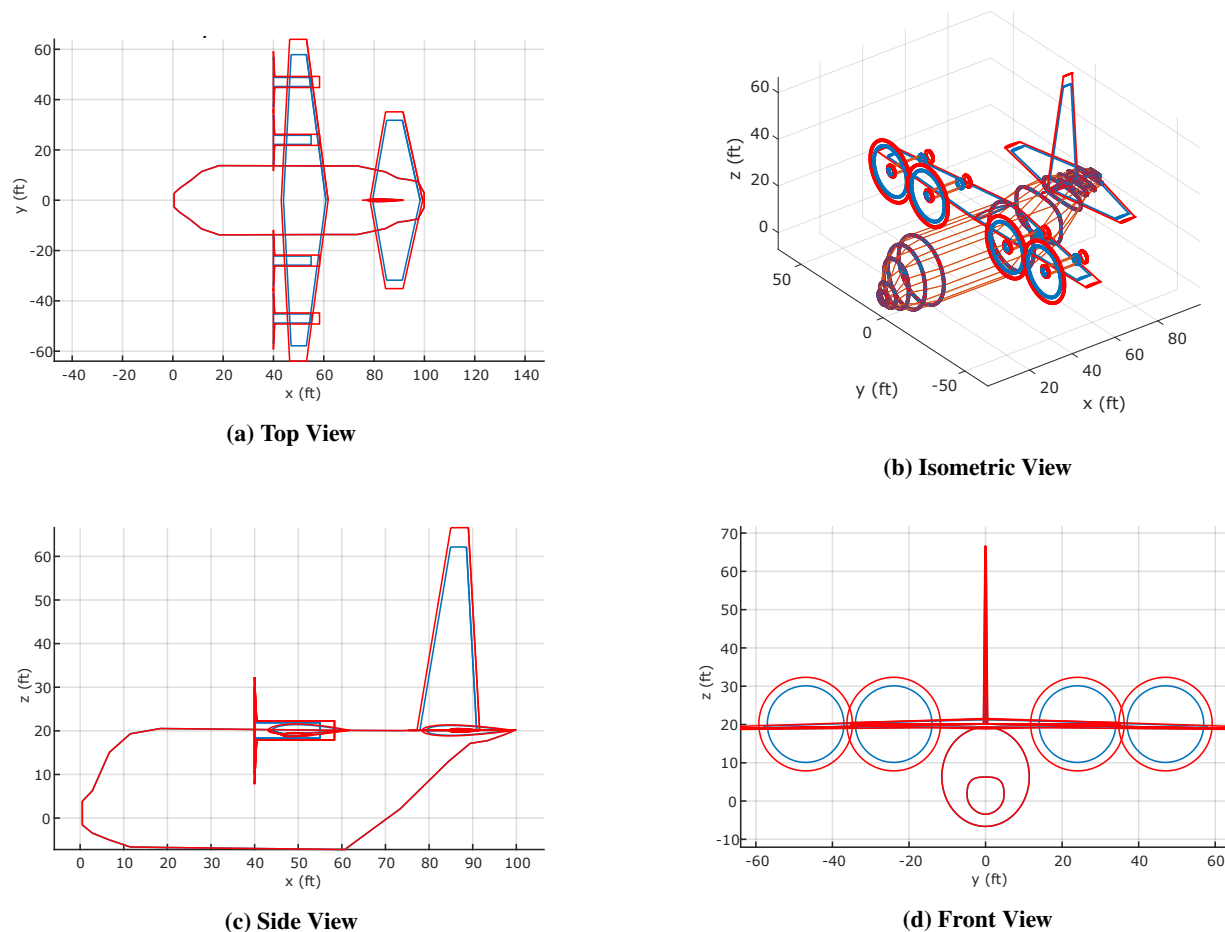 60
40
20
0
-20
-40
-60
y (ft)
-40 -20 0 20 40 60 80 100 120 140
x (ft)
(a) Top View
60
40
20
0
z (ft)
50
0
-50
y (ft)
20 40 60 80
x (ft)
(b) Isometric View
60
50
40
30
20
10
0
z (ft)
0 10 20 30 40 50 60 70 80 90 100
x (ft)
(c) Side View
70
60
50
40
30
20
10
0
-10
z (ft)
-60 -40 -20 0 20 40 60
y (ft)
(d) Front View